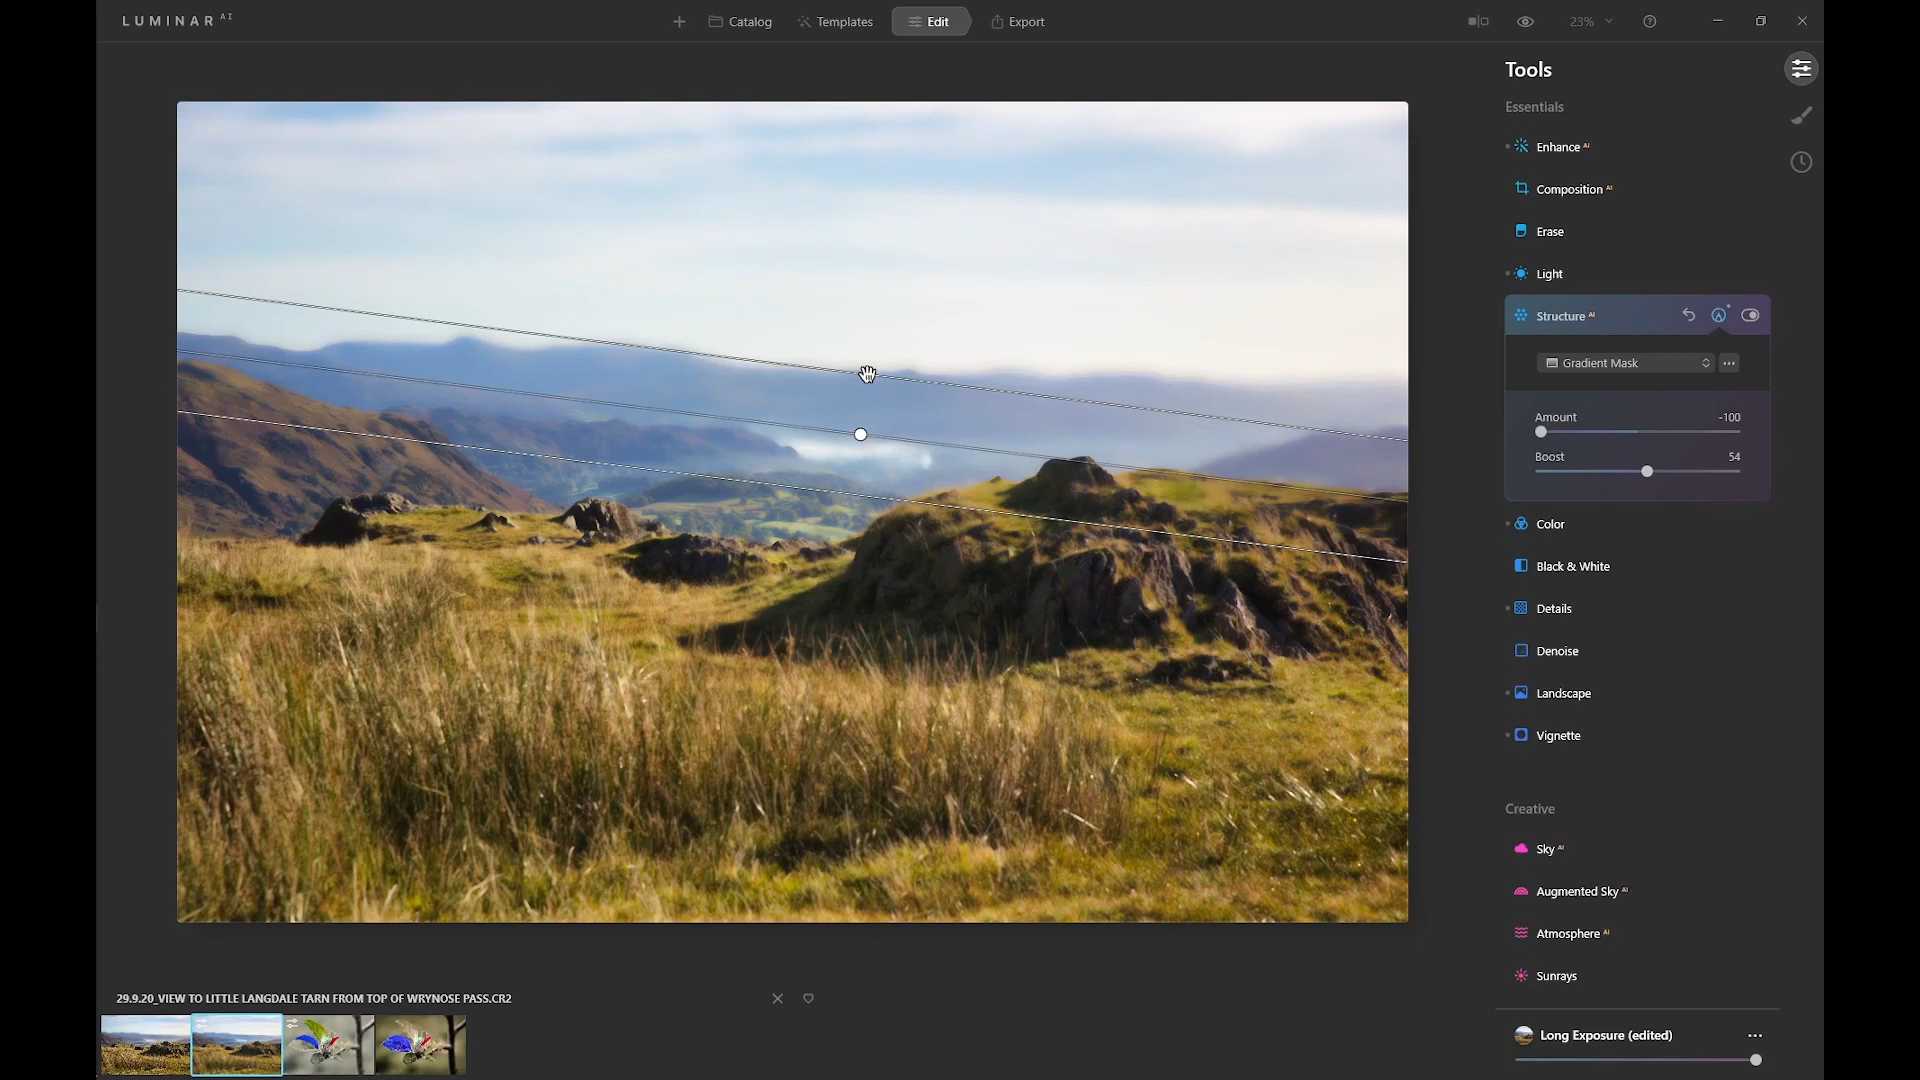 LUMINAR AI
Catalog
Templates
Edit
Export
23%
Tools
Essentials
Enhance AI
Composition AI
Erase
Light
Structure AI
Gradient Mask
Amount -100
Boost 54
Color
Black & White
Details
Denoise
Landscape
Vignette
Creative
Sky AI
Augmented Sky AI
Atmosphere AI
Sunrays
29.9.20_VIEW TO LITTLE LANGDALE TARN FROM TOP OF WRYNOSE PASS.CR2
Long Exposure (edited)